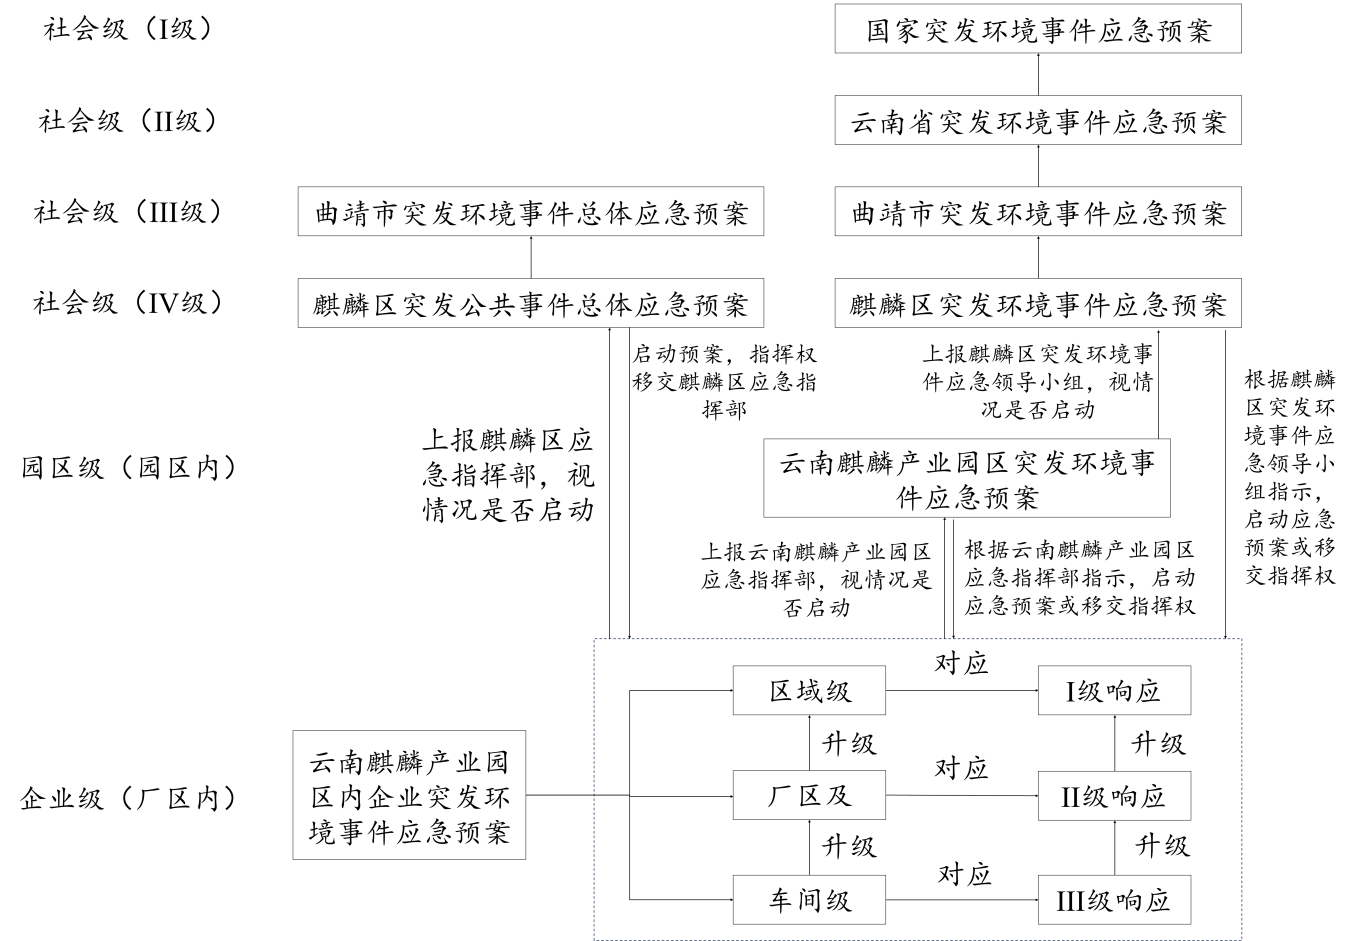 社会级（I级）
国家突发环境事件应急预案
社会级（II级）
云南省突发环境事件应急预案
社会级（III级）
曲靖市突发环境事件总体应急预案
曲靖市突发环境事件应急预案
社会级（IV级）
麒麟区突发公共事件总体应急预案
麒麟区突发环境事件应急预案
启动预案，指挥权
移交麒麟区应急指
挥部
上报麒麟区突发环境事
件应急领导小组，视情
况是否启动
根据麒麟
区突发环
境事件应
急领导小
组指示，
启动应急
预案或移
交指挥权
上报麒麟区应
急指挥部，视
情况是否启动
园区级（园区内）
云南麒麟产业园区突发环境事
件应急预案
上报云南麒麟产业园区
应急指挥部，视情况是
否启动
根据云南麒麟产业园区
应急指挥部指示，启动
应急预案或移交指挥权
企业级（厂区内）
云南麒麟产业园
区内企业突发环
境事件应急预案
区域级
对应
I级响应
升级
升级
厂区及
对应
II级响应
升级
升级
车间级
对应
III级响应